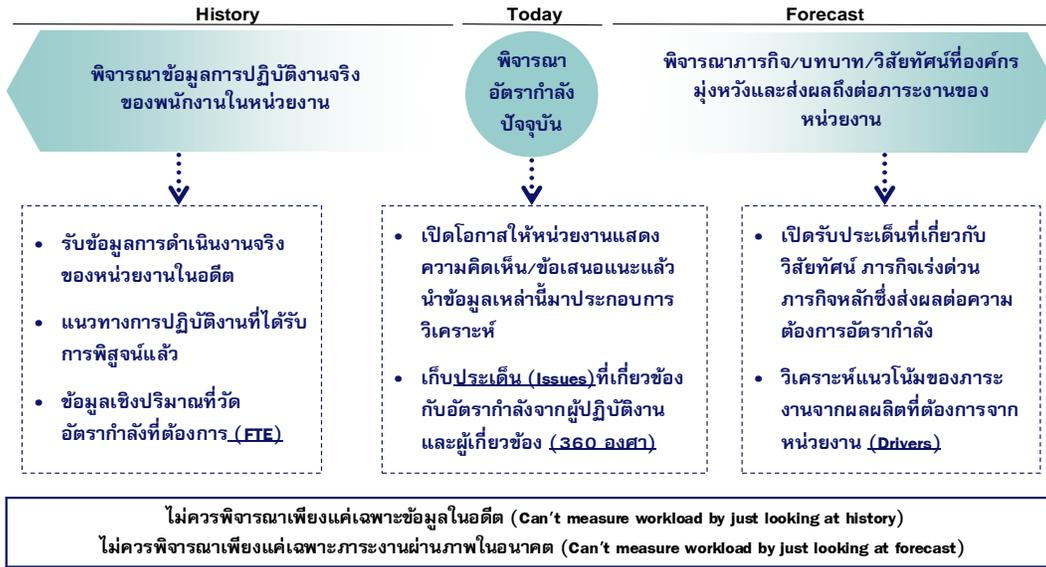 History
Today
Forecast
พิจารณาข้อมูลการปฏิบัติงานจริง
ของพนักงานในหน่วยงาน
พิจารณา
อัตรากำลัง
ปัจจุบัน
พิจารณาภารกิจ/บทบาท/วิสัยทัศน์ที่องค์กร
มุ่งหวังและส่งผลถึงต่อภาระงานของ
หน่วยงาน
• รับข้อมูลการดำเนินงานจริง
ของหน่วยงานในอดีต
• แนวทางการปฏิบัติงานที่ได้รับ
การพิสูจน์แล้ว
• ข้อมูลเชิงปริมาณที่วัด
อัตรากำลังที่ต้องการ (FTE)
• เปิดโอกาสให้หน่วยงานแสดง
ความคิดเห็น/ข้อเสนอแนะแล้ว
นำข้อมูลเหล่านี้มาประกอบการ
วิเคราะห์
• เก็บประเด็น (Issues)ที่เกี่ยวข้อง
กับอัตรากำลังจากผู้ปฏิบัติงาน
และผู้เกี่ยวข้อง (360 องศา)
• เปิดรับประเด็นที่เกี่ยวกับ
วิสัยทัศน์ ภารกิจเร่งด่วน
ภารกิจหลักซึ่งส่งผลต่อความ
ต้องการอัตรากำลัง
• วิเคราะห์แนวโน้มของภาระ
งานจากผลผลิตที่ต้องการจาก
หน่วยงาน (Drivers)
ไม่ควรพิจารณาเพียงแค่เฉพาะข้อมูลในอดีต (Can't measure workload by just looking at history)
ไม่ควรพิจารณาเพียงแค่เฉพาะภาระงานผ่านภาพในอนาคต (Can't measure workload by just looking at forecast)